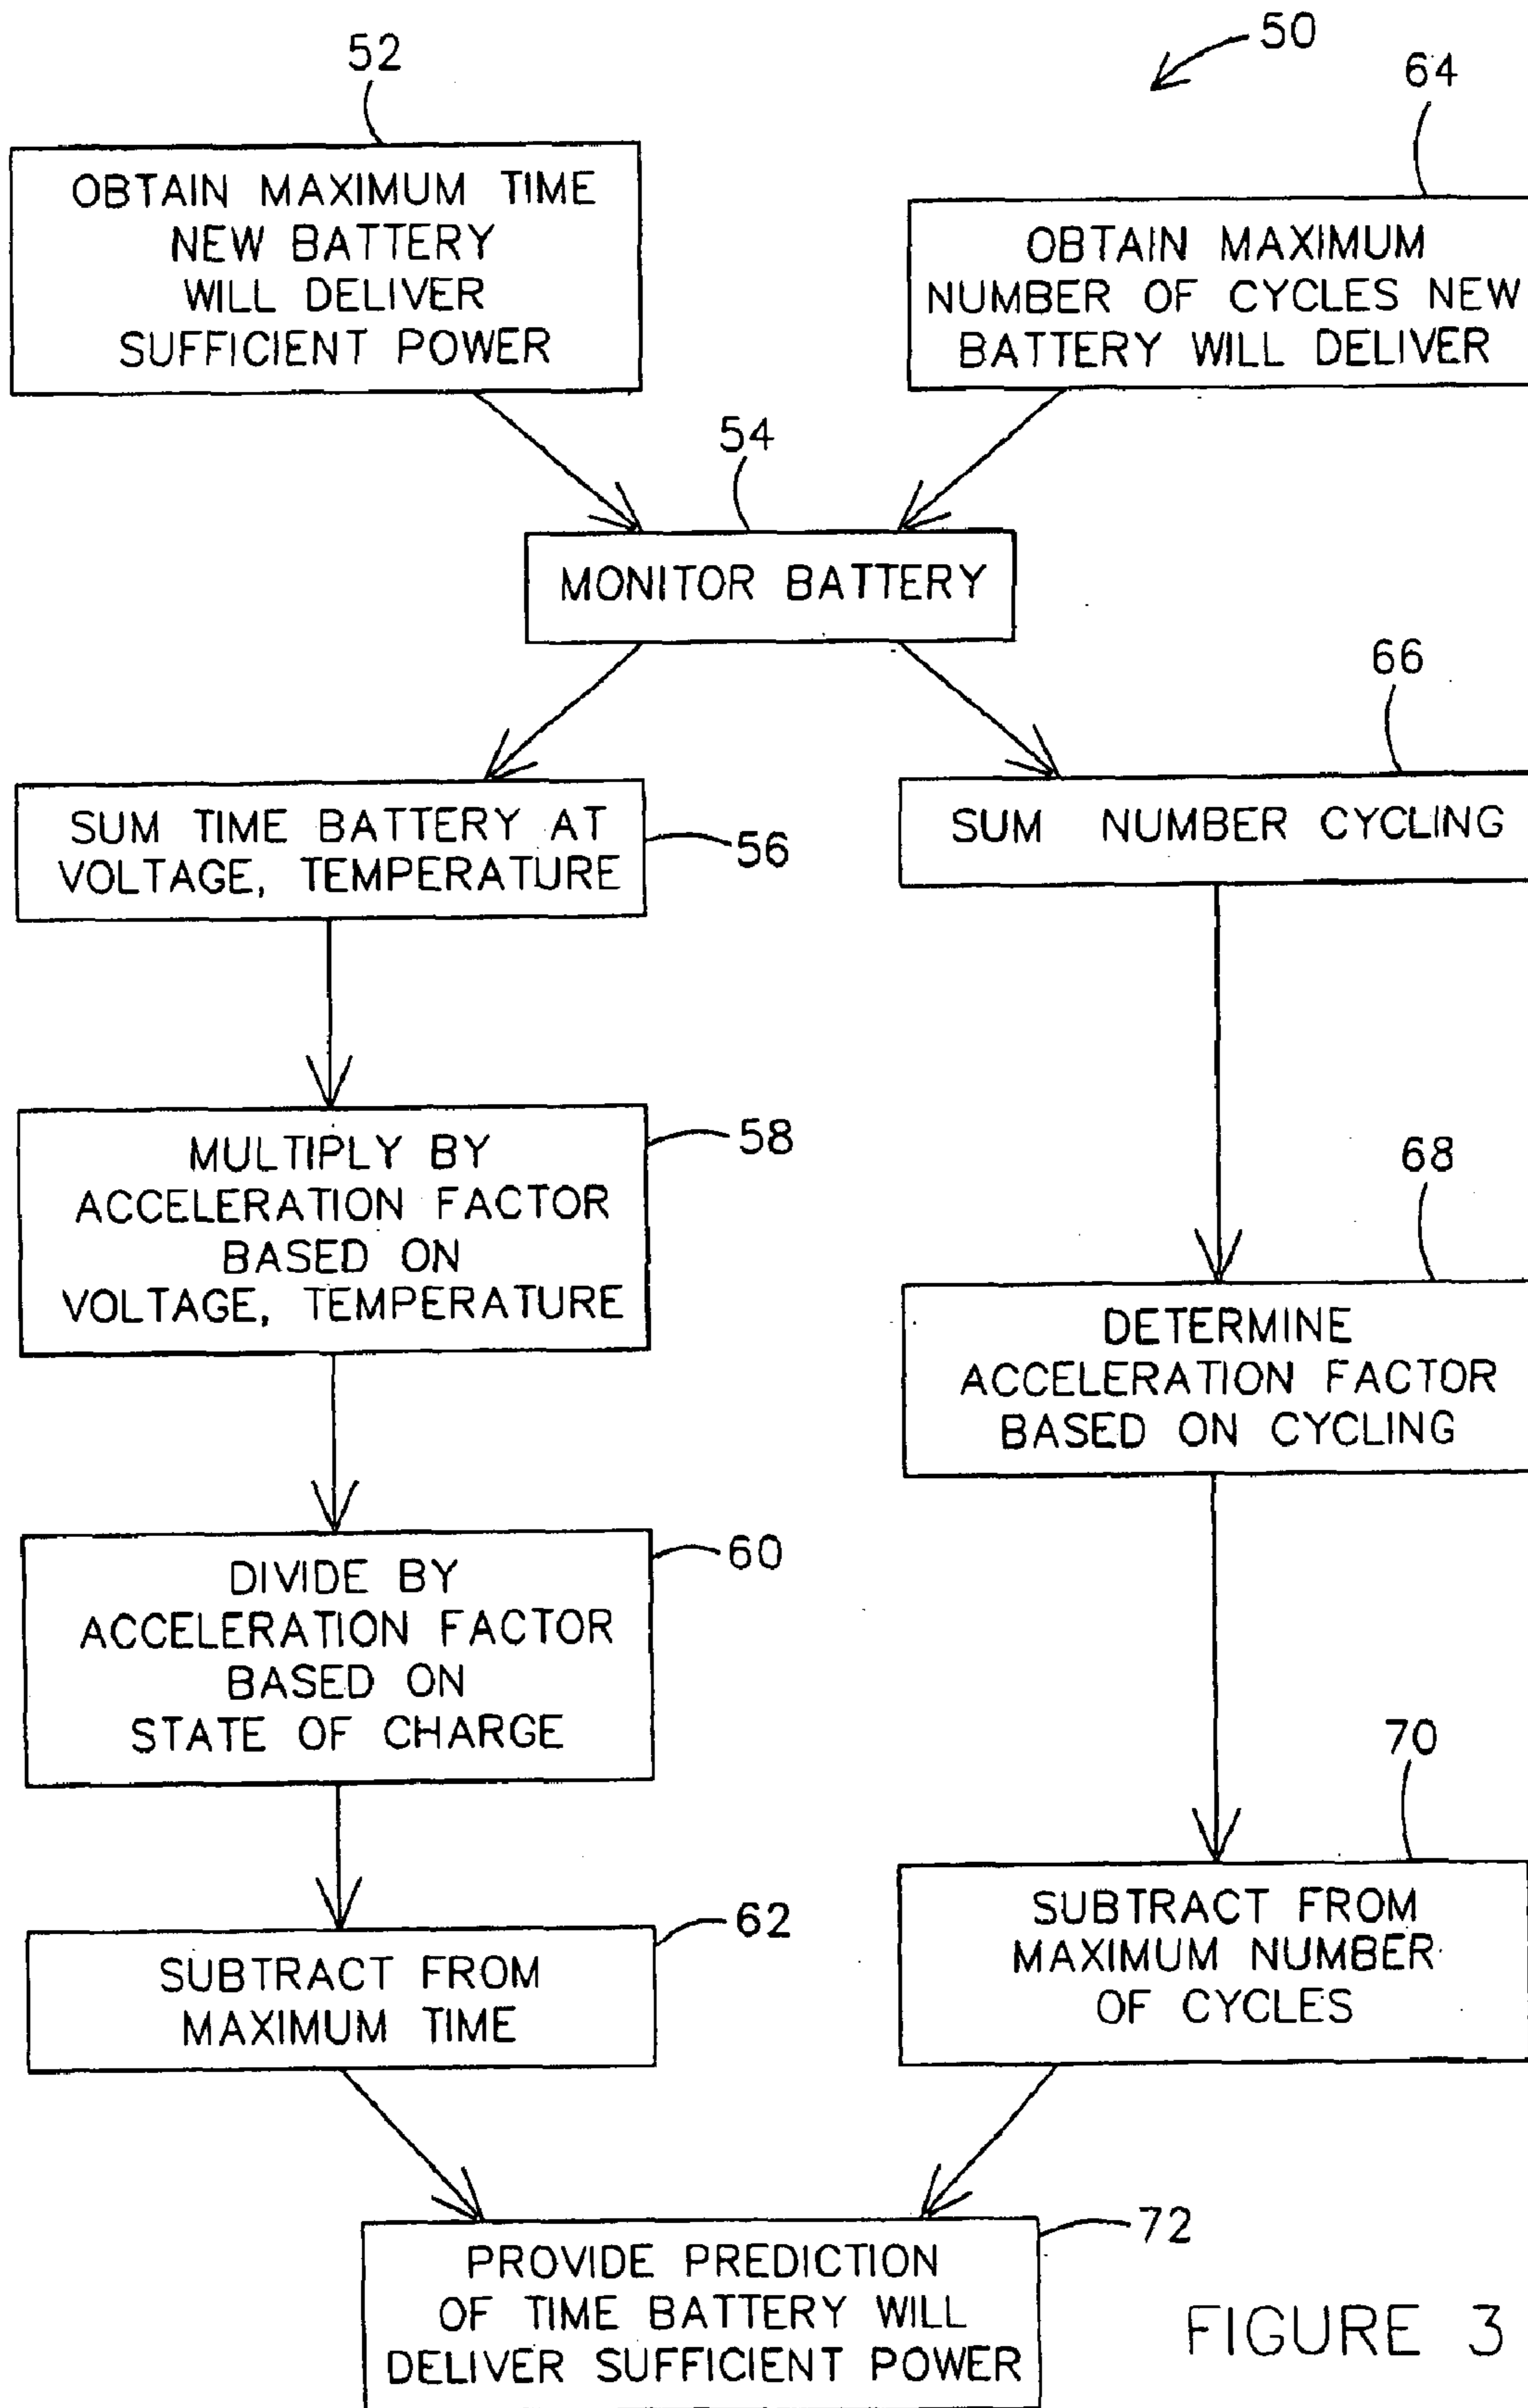 50
52
64
OBTAIN MAXIMUM TIME
NEW BATTERY
WILL DELIVER
SUFFICIENT POWER
OBTAIN MAXIMUM
NUMBER OF CYCLES NEW
BATTERY WILL DELIVER
54
MONITOR BATTERY
66
SUM TIME BATTERY AT
VOLTAGE, TEMPERATURE
56
SUM NUMBER CYCLING
MULTIPLY BY
ACCELERATION FACTOR
BASED ON
VOLTAGE, TEMPERATURE
58
68
DETERMINE
ACCELERATION FACTOR
BASED ON CYCLING
DIVIDE BY
ACCELERATION FACTOR
BASED ON
STATE OF CHARGE
60
70
SUBTRACT FROM
MAXIMUM TIME
62
SUBTRACT FROM
MAXIMUM NUMBER
OF CYCLES
PROVIDE PREDICTION
OF TIME BATTERY WILL
DELIVER SUFFICIENT POWER
72
FIGURE 3